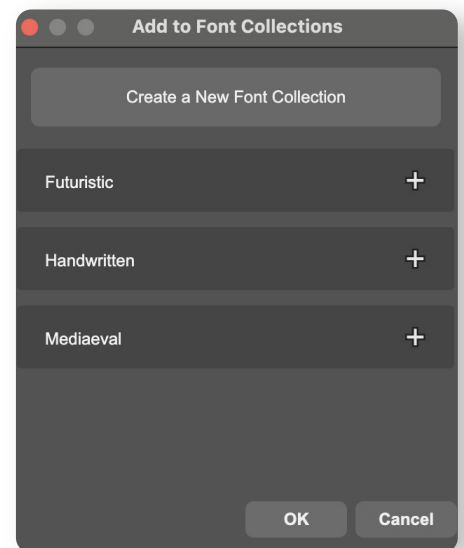 Add to Font Collections
Create a New Font Collection
Futuristic
Handwritten
Mediaeval
OK Cancel